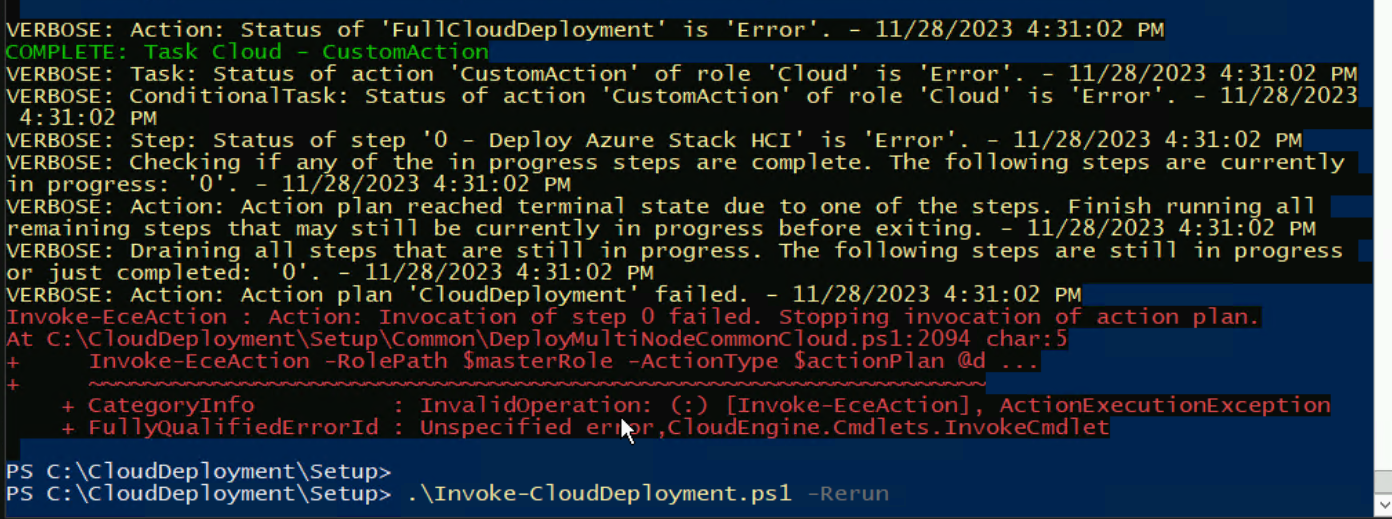 VERBOSE: Action: Status of 'FullCloudDeployment' is 'Error'. - 11/28/2023 4:31:02 PM
COMPLETE: Task Cloud - CustomAction
VERBOSE: Task: Status of action 'CustomAction' of role 'Cloud' is 'Error'. - 11/28/2023 4:31:02 PM
VERBOSE: ConditionalTask: Status of action 'CustomAction' of role 'Cloud' is 'Error'. - 11/28/2023
4:31:02 PM
VERBOSE: Step: Status of step '0 - Deploy Azure Stack HCI' is 'Error'. - 11/28/2023 4:31:02 PM
VERBOSE: Checking if any of the in progress steps are complete. The following steps are currently
in progress: '0'. - 11/28/2023 4:31:02 PM
VERBOSE: Action: Action plan reached terminal state due to one of the steps. Finish running all
remaining steps that may still be currently in progress before exiting. - 11/28/2023 4:31:02 PM
VERBOSE: Draining all steps that are still in progress. The following steps are still in progress
or just completed: '0'. - 11/28/2023 4:31:02 PM
VERBOSE: Action: Action plan 'CloudDeployment' failed. - 11/28/2023 4:31:02 PM
Invoke-EceAction : Action: Invocation of step 0 failed. Stopping invocation of action plan.
At C:\CloudDeployment\Setup\Common\DeployMultiNodeCommonCloud.ps1:2094 char:5
+     Invoke-EceAction -RolePath $masterRole -ActionType $actionPlan @d ...
+     ~~~~~~~~~~~~~~~~~~~~~~~~~~~~~~~~~~~~~~~~~~~~~~~~~~~~~~~~~~~~~~~~~
    + CategoryInfo          : InvalidOperation: (:) [Invoke-EceAction], ActionExecutionException
    + FullyQualifiedErrorId : Unspecified error,CloudEngine.Cmdlets.InvokeCmdlet
PS C:\CloudDeployment\Setup>
PS C:\CloudDeployment\Setup> .\Invoke-CloudDeployment.ps1 -Rerun